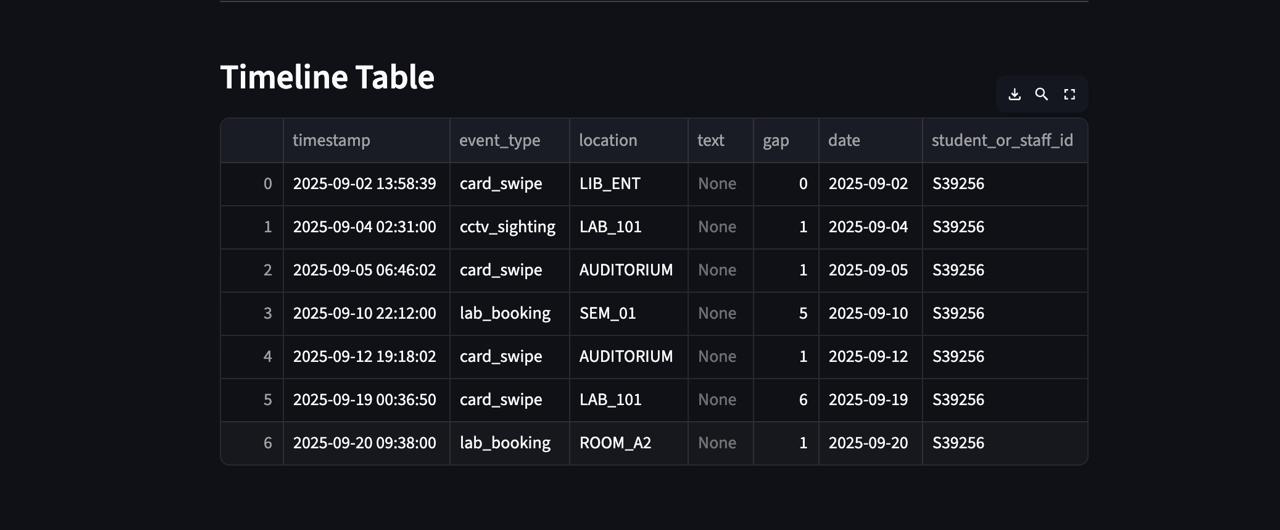 Timeline Table
timestamp event_type location text gap date student_or_staff_id
0 2025-09-02 13:58:39 card_swipe LIB_ENT None 0 2025-09-02 S39256
1 2025-09-04 02:31:00 cctv_sighting LAB_101 None 1 2025-09-04 S39256
2 2025-09-05 06:46:02 card_swipe AUDITORIUM None 1 2025-09-05 S39256
3 2025-09-10 22:12:00 lab_booking SEM_01 None 5 2025-09-10 S39256
4 2025-09-12 19:18:02 card_swipe AUDITORIUM None 1 2025-09-12 S39256
5 2025-09-19 00:36:50 card_swipe LAB_101 None 6 2025-09-19 S39256
6 2025-09-20 09:38:00 lab_booking ROOM_A2 None 1 2025-09-20 S39256